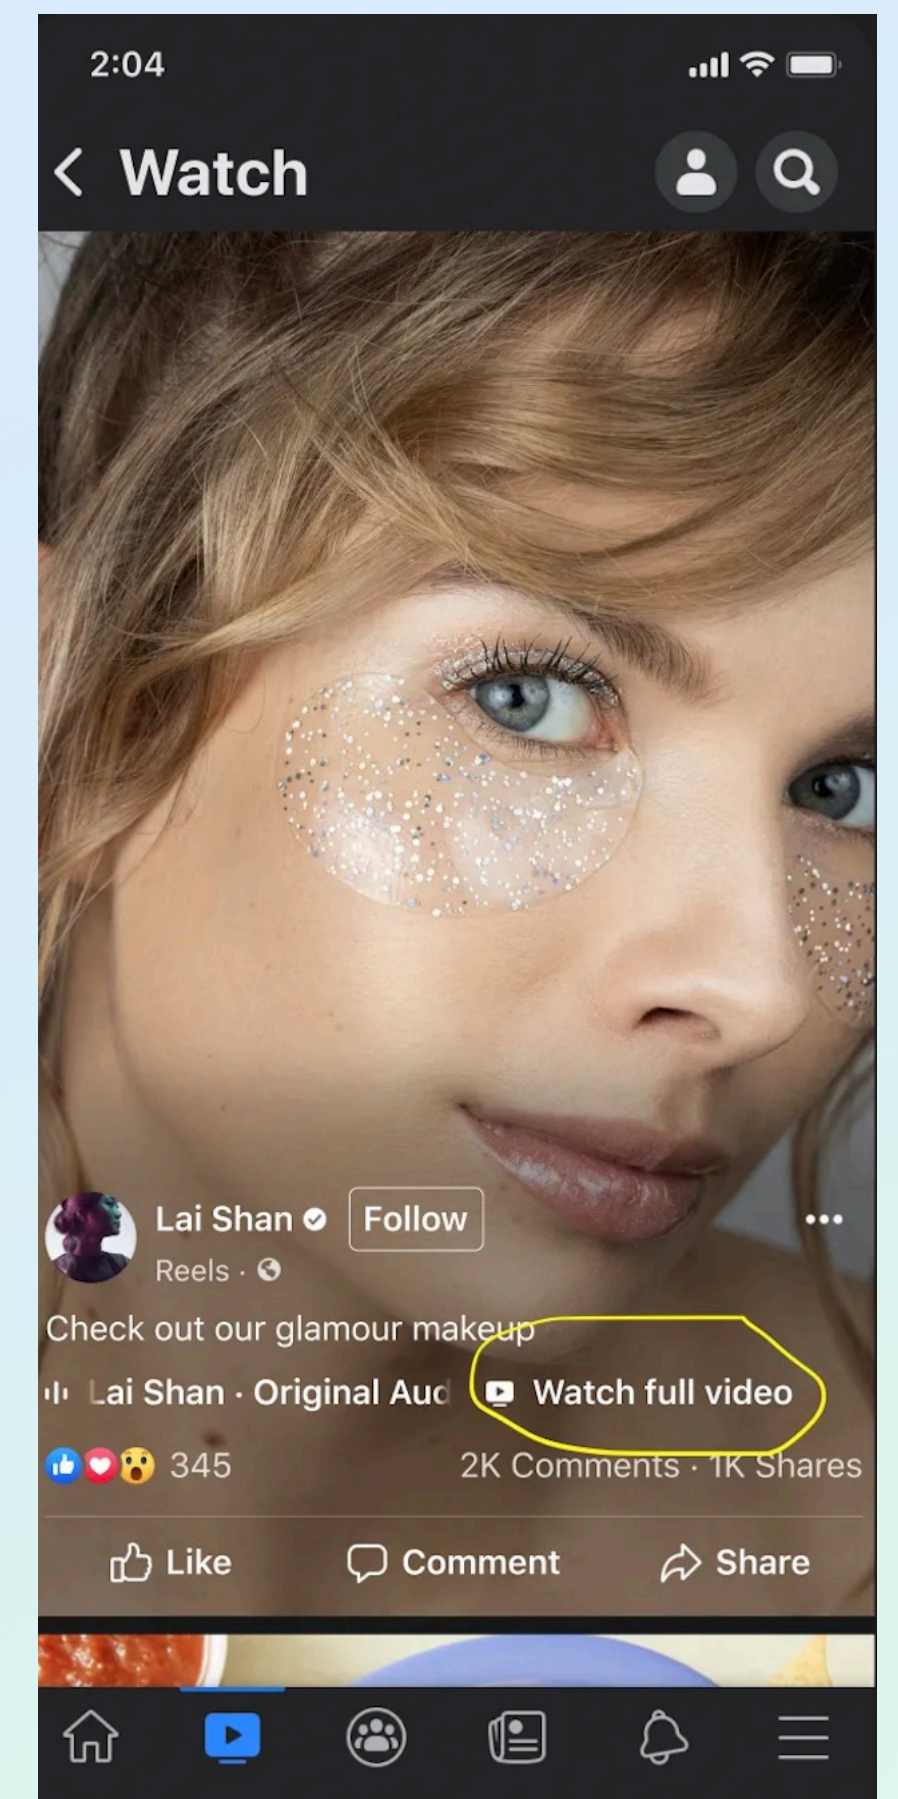 2:04
Watch
Lai Shan Follow
Reels ·
Check out our glamour makeup
Lai Shan · Original Aud Watch full video
345 2K Comments · 1K Shares
Like Comment Share